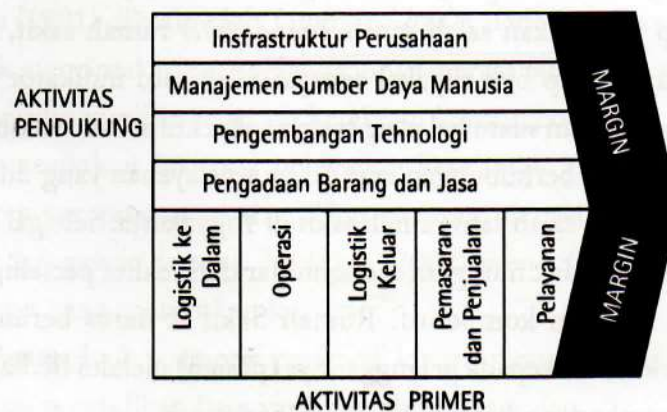 Insfrastruktur Perusahaan
AKTIVITAS
PENDUKUNG
Manajemen Sumber Daya Manusia
Pengembangan Tehnologi
Pengadaan Barang dan Jasa
MARGIN
Logistik ke
Dalam
Operasi
Logistik
Keluar
Pemasaran
dan Penjualan
Pelayanan
MARGIN
AKTIVITAS PRIMER